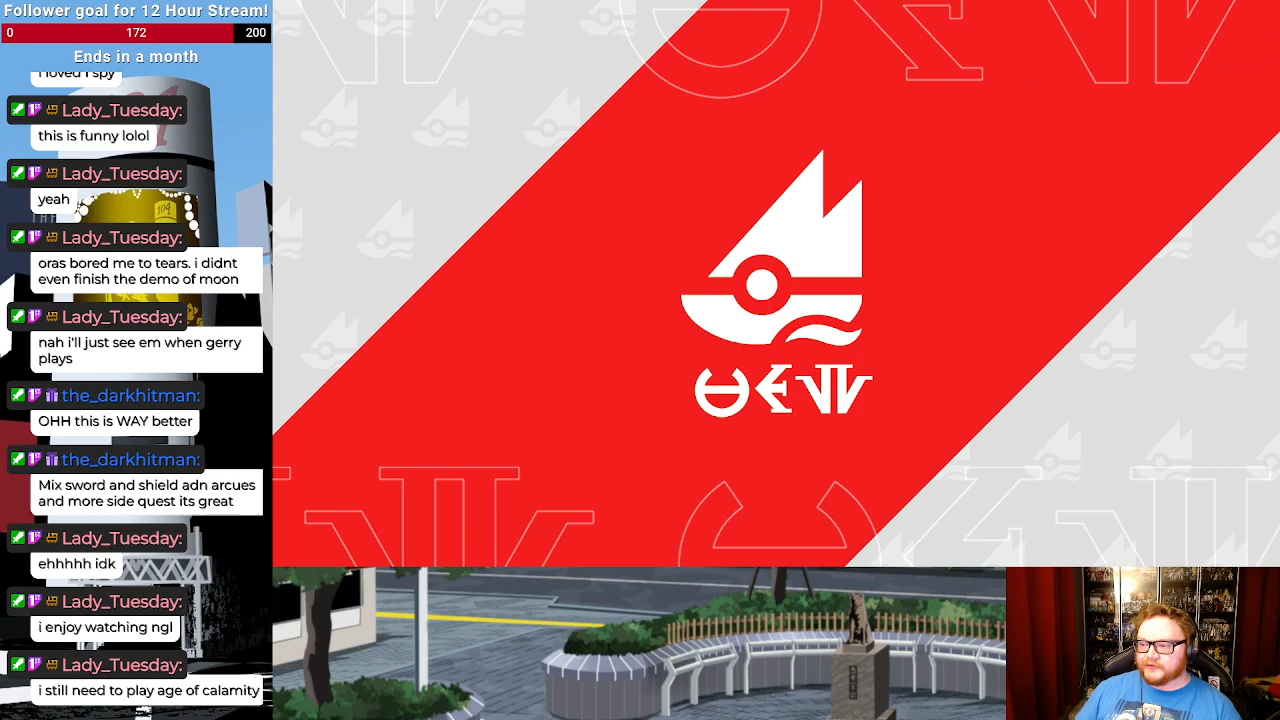 Follower goal for 12 Hour Stream!
0 172 200
Ends in a month
i loved i spy
Lady_Tuesday:
this is funny lolol
Lady_Tuesday:
yeah
Lady_Tuesday:
oras bored me to tears. i didnt
even finish the demo of moon
Lady_Tuesday:
nah i'll just see em when gerry
plays
the_darkhitman:
OHH this is WAY better
the_darkhitman:
Mix sword and shield adn arcues
and more side quest its great
Lady_Tuesday:
ehhhhh idk
Lady_Tuesday:
i enjoy watching ngl
Lady_Tuesday:
i still need to play age of calamity
104